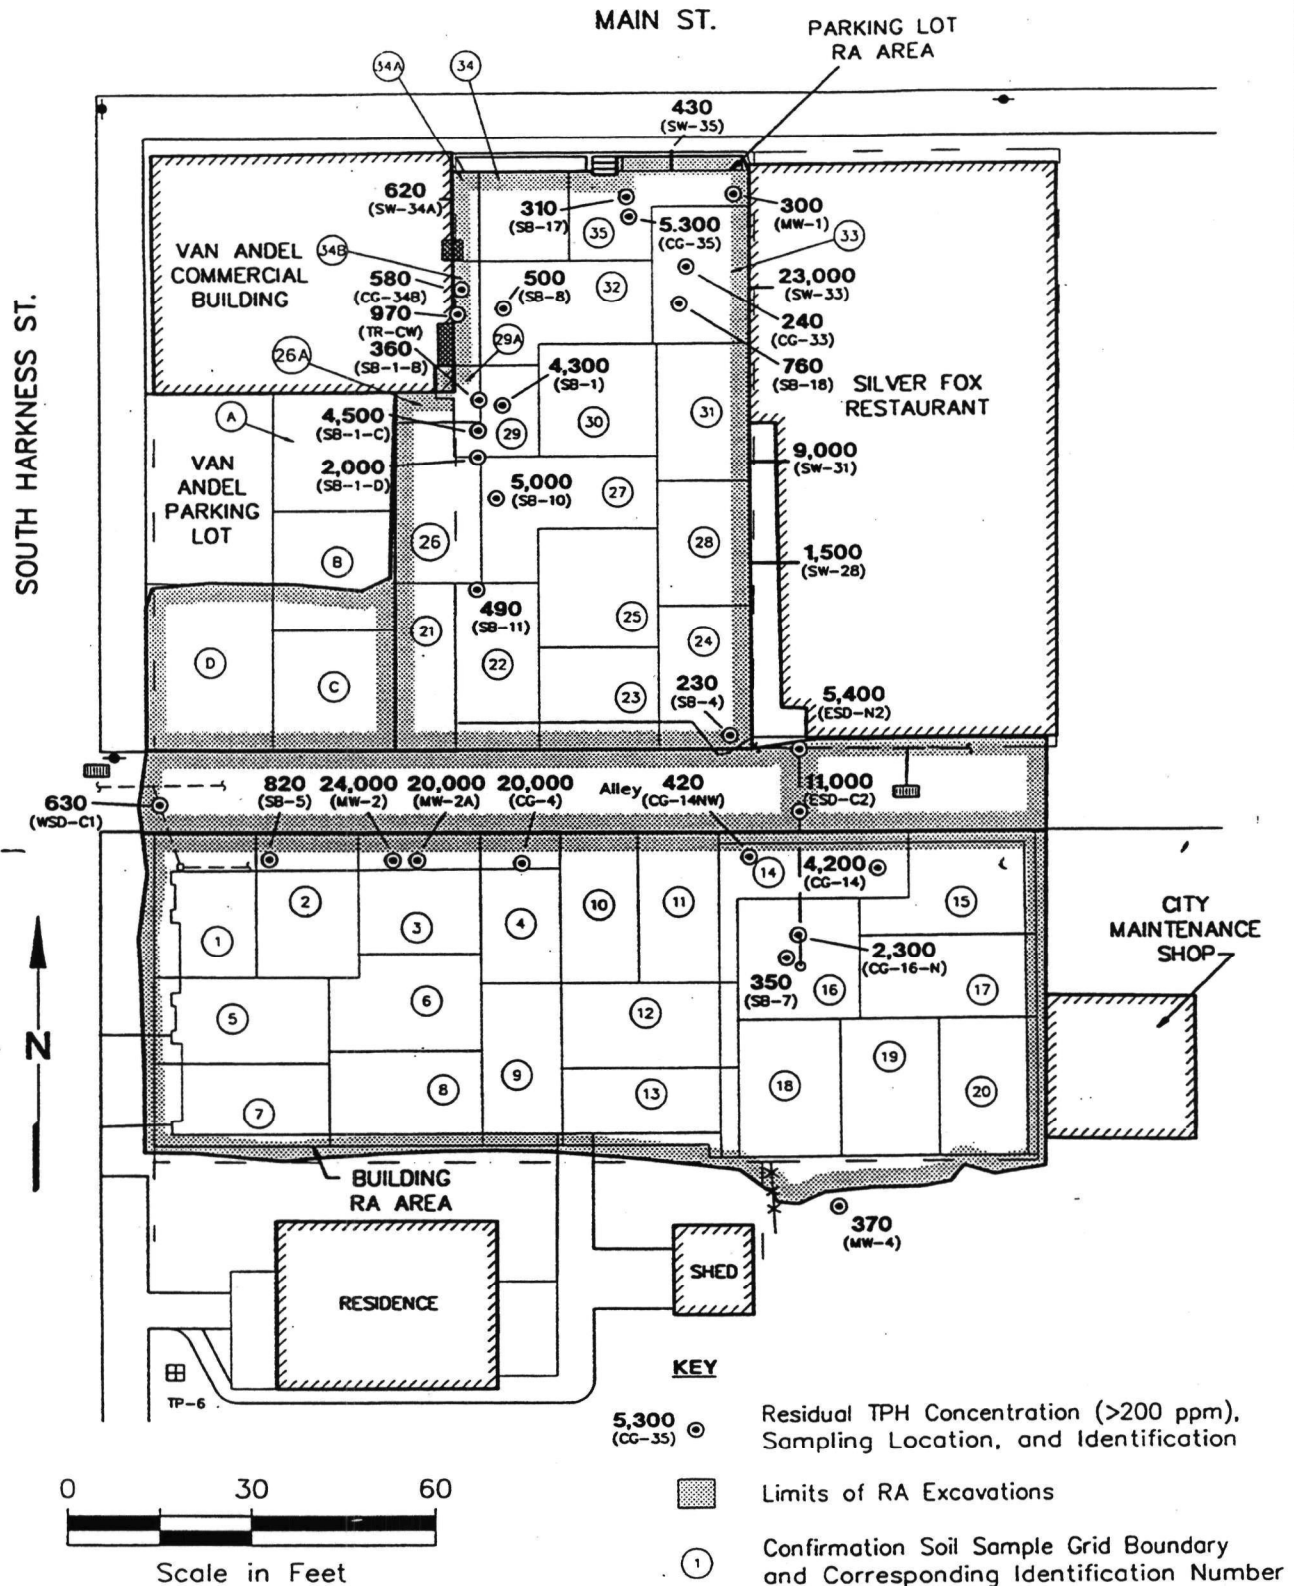 MAIN ST.
PARKING LOT
RA AREA
34A
34
430
(SW-35)
620
(SW-34A)
310
(SB-17)
35
5.300
(CG-35)
300
(MW-1)
33
VAN ANDEL
COMMERCIAL
BUILDING
34B
580
(CG-34B)
500
(SB-8)
32
23,000
(SW-33)
970
(TR-CW)
240
(CG-33)
360
(SB-1-B)
29A
26A
4,300
(SB-1)
760
(SB-18)
SILVER FOX
RESTAURANT
SOUTH HARKNESS ST.
A
4,500
(SB-1-C)
29
30
31
VAN
ANDEL
PARKING
LOT
2,000
(SB-1-D)
5,000
(SB-10)
27
9,000
(SW-31)
B
26
28
1,500
(SW-28)
490
(SB-11)
25
21
22
24
D
C
23
230
(SB-4)
5,400
(ESD-N2)
630
(WSD-C1)
820
(SB-5)
24,000
(MW-2)
20,000
(MW-2A)
20,000
(CG-4)
Alley
420
(CG-14NW)
11,000
(ESD-C2)
14
4,200
(CG-14)
1
2
3
4
10
11
15
CITY
MAINTENANCE
SHOP
2,300
(CG-16-N)
350
(SB-7)
16
17
5
6
12
7
8
9
13
18
19
20
N
BUILDING
RA AREA
370
(MW-4)
RESIDENCE
SHED
TP-6
KEY
5,300
(CG-35)
Residual TPH Concentration (>200 ppm),
Sampling Location, and Identification
Limits of RA Excavations
1
Confirmation Soil Sample Grid Boundary
and Corresponding Identification Number
0 30 60
Scale in Feet